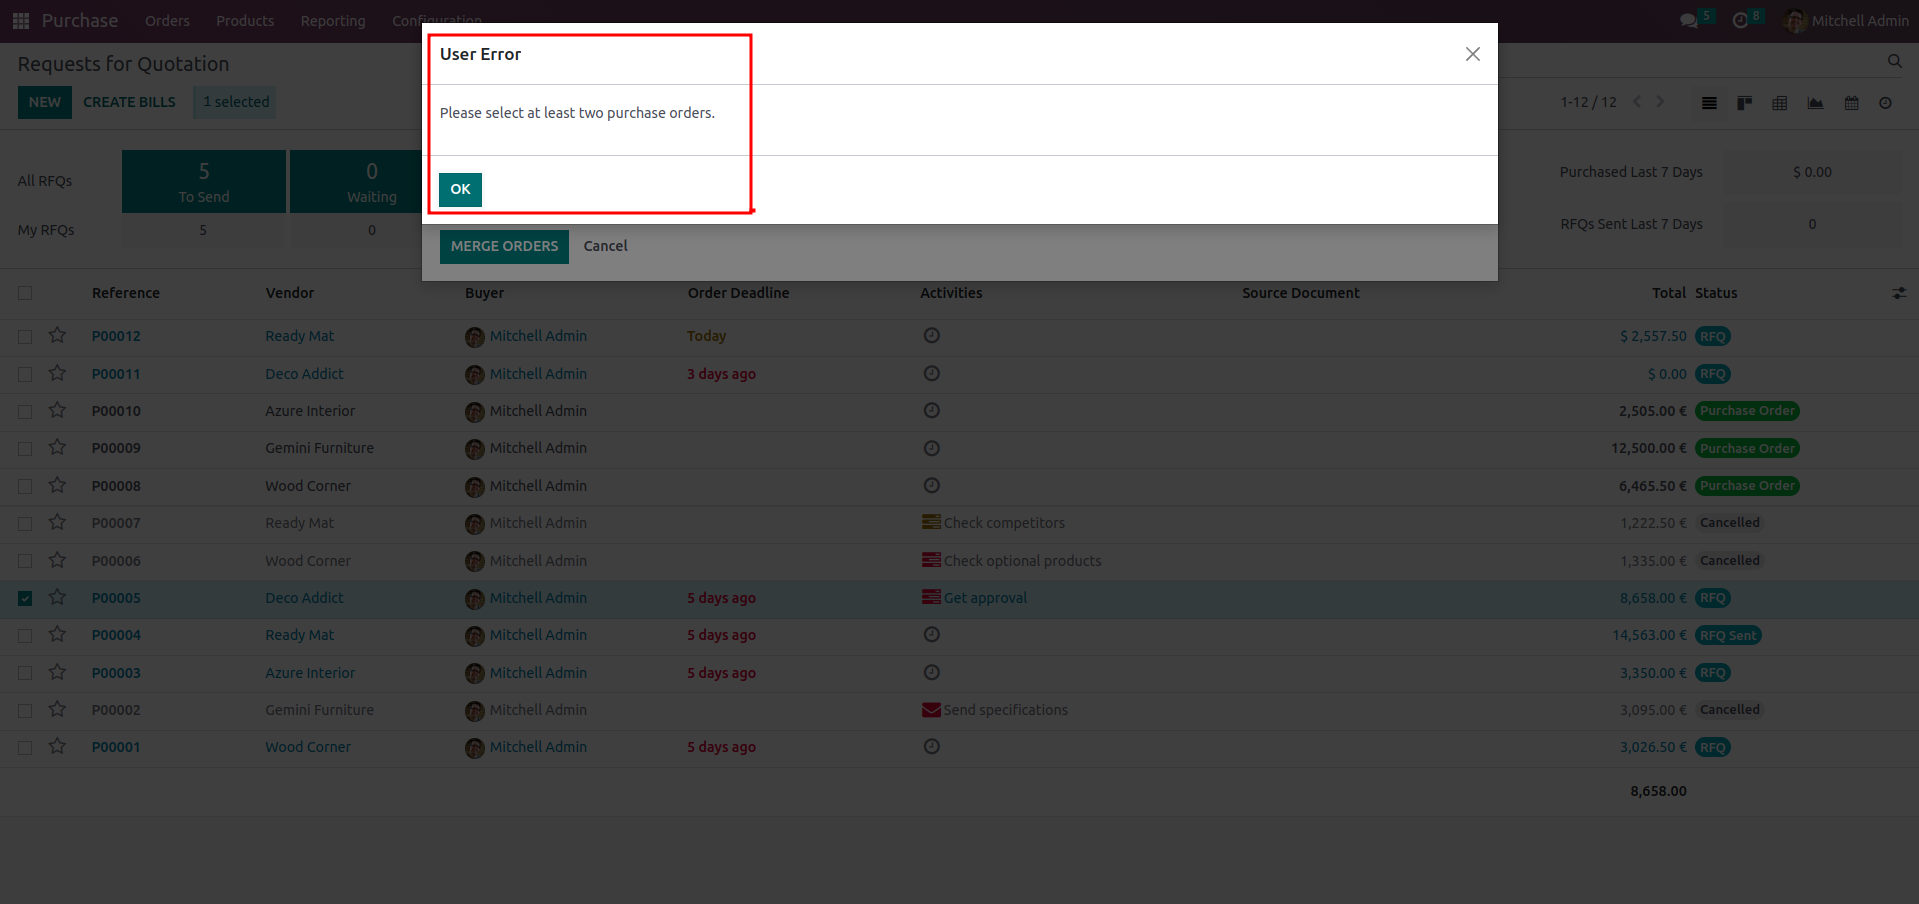 Purchase Orders Products Reporting Configuration 5 8 Mitchell Admin
User Error
Requests for Quotation
NEW CREATE BILLS 1 selected 1-12 / 12
Please select at least two purchase orders.
OK
All RFQs 5 To Send 0 Waiting Purchased Last 7 Days $ 0.00
My RFQs 5 0 RFQs Sent Last 7 Days 0
MERGE ORDERS Cancel
Reference Vendor Buyer Order Deadline Activities Source Document Total Status
P00012 Ready Mat Mitchell Admin Today $ 2,557.50 RFQ
P00011 Deco Addict Mitchell Admin 3 days ago $ 0.00 RFQ
P00010 Azure Interior Mitchell Admin 2,505.00 € Purchase Order
P00009 Gemini Furniture Mitchell Admin 12,500.00 € Purchase Order
P00008 Wood Corner Mitchell Admin 6,465.50 € Purchase Order
P00007 Ready Mat Mitchell Admin Check competitors 1,222.50 € Cancelled
P00006 Wood Corner Mitchell Admin Check optional products 1,335.00 € Cancelled
P00005 Deco Addict Mitchell Admin 5 days ago Get approval 8,658.00 € RFQ
P00004 Ready Mat Mitchell Admin 5 days ago 14,563.00 € RFQ Sent
P00003 Azure Interior Mitchell Admin 5 days ago 3,350.00 € RFQ
P00002 Gemini Furniture Mitchell Admin Send specifications 3,095.00 € Cancelled
P00001 Wood Corner Mitchell Admin 5 days ago 3,026.50 € RFQ
8,658.00